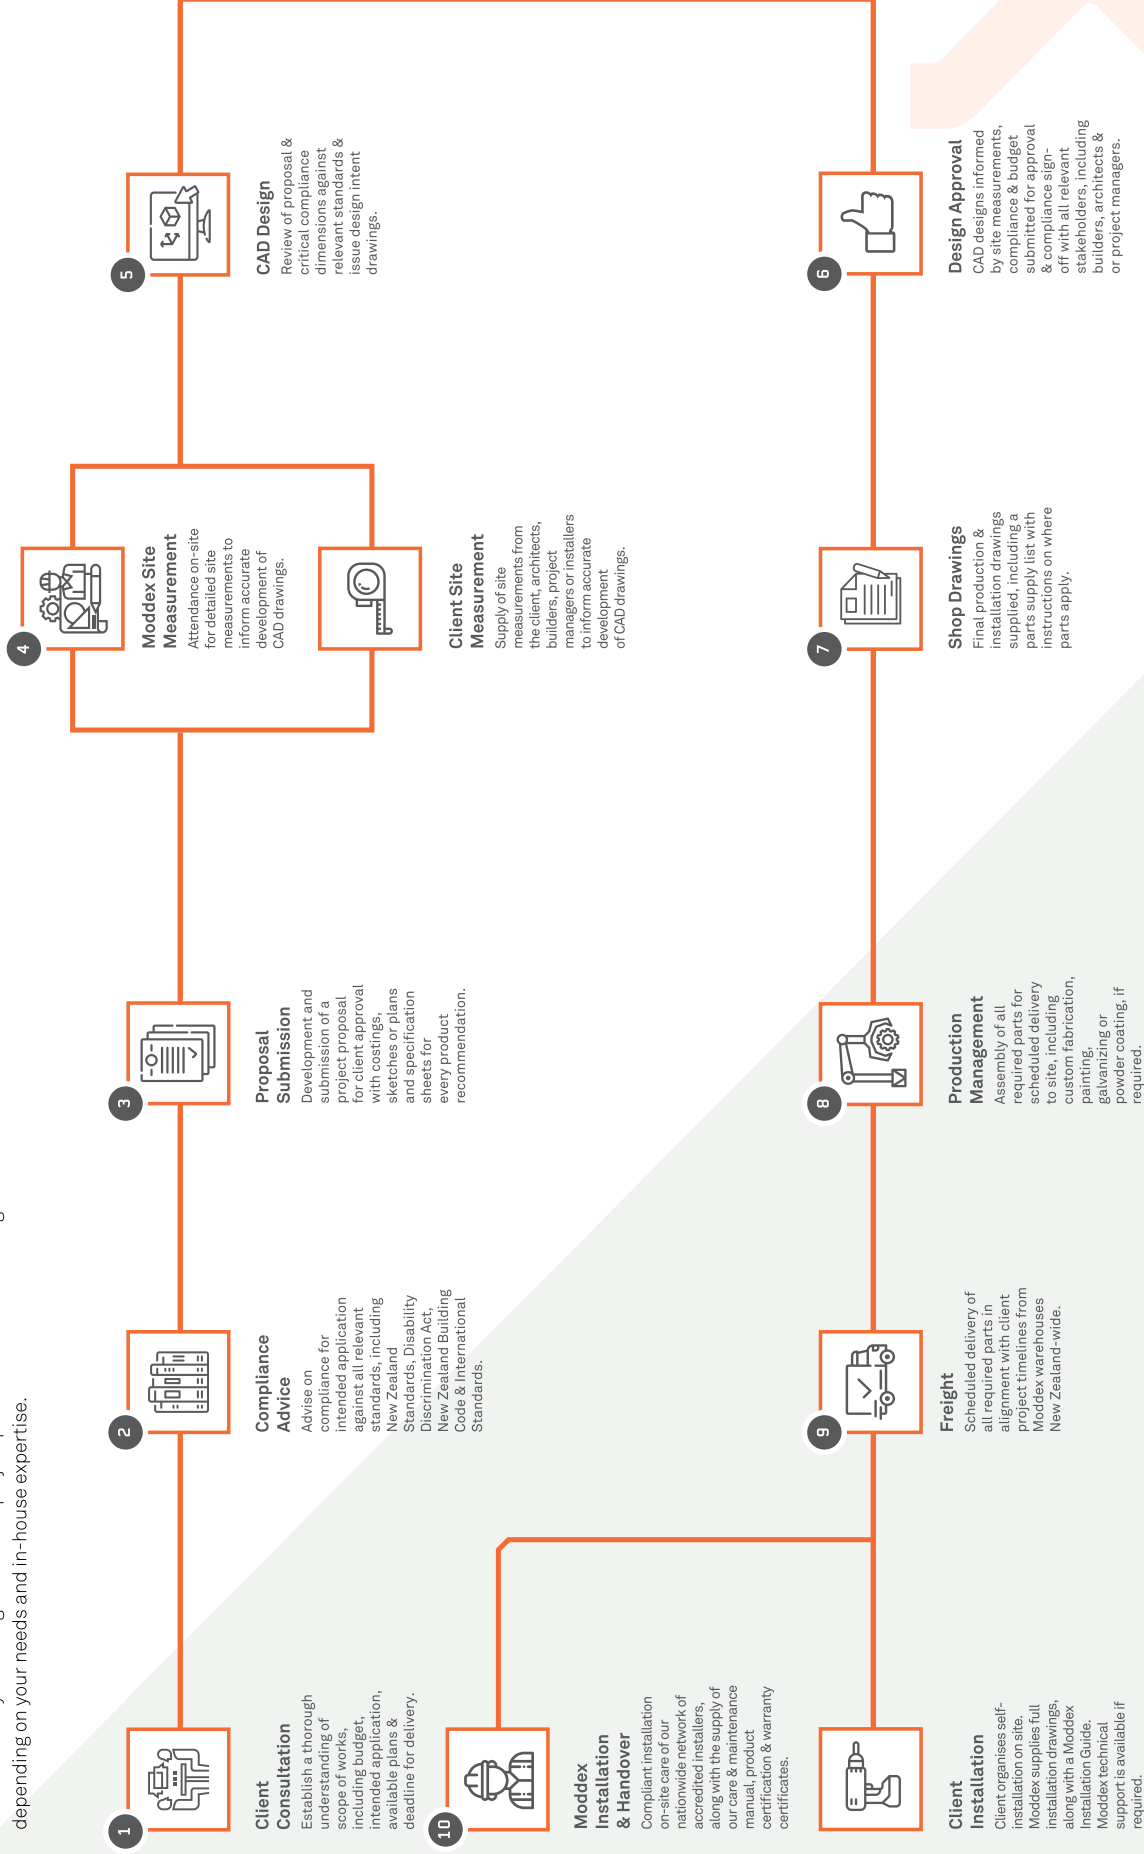 depending on your needs and in-house expertise.
1
Client
Consultation
Establish a thorough
understanding of
scope of works,
including budget,
intended application,
available plans &
deadline for delivery.
2
Compliance
Advice
Advise on
compliance for
intended application
against all relevant
standards, including
New Zealand
Standards, Disability
Discrimination Act,
New Zealand Building
Code & International
Standards.
3
Proposal
Submission
Development and
submission of a
project proposal
for client approval
with costings,
sketches or plans
and specification
sheets for
every product
recommendation.
4
Moddex Site
Measurement
Attendance on-site
for detailed site
measurements to
inform accurate
development of
CAD drawings.
Client Site
Measurement
Supply of site
measurements from
the client, architects,
builders, project
managers or installers
to inform accurate
development
of CAD drawings.
5
CAD Design
Review of proposal &
critical compliance
dimensions against
relevant standards &
issue design intent
drawings.
6
Design Approval
CAD designs informed
by site measurements,
compliance & budget
submitted for approval
& compliance sign-
off with all relevant
stakeholders, including
builders, architects &
or project managers.
7
Shop Drawings
Final production &
installation drawings
supplied, including a
parts supply list with
instructions on where
parts apply.
8
Production
Management
Assembly of all
required parts for
scheduled delivery
to site, including
custom fabrication,
painting,
galvanizing or
powder coating, if
required.
9
Freight
Scheduled delivery of
all required parts in
alignment with client
project timelines from
Moddex warehouses
New Zealand-wide.
10
Moddex
Installation
& Handover
Compliant installation
on-site care of our
nationwide network of
accredited installers,
along with the supply of
our care & maintenance
manual, product
certification & warranty
certificates.
Client
Installation
Client organises self-
installation on site.
Moddex supplies full
installation drawings,
along with a Moddex
Installation Guide.
Moddex technical
support is available if
required.